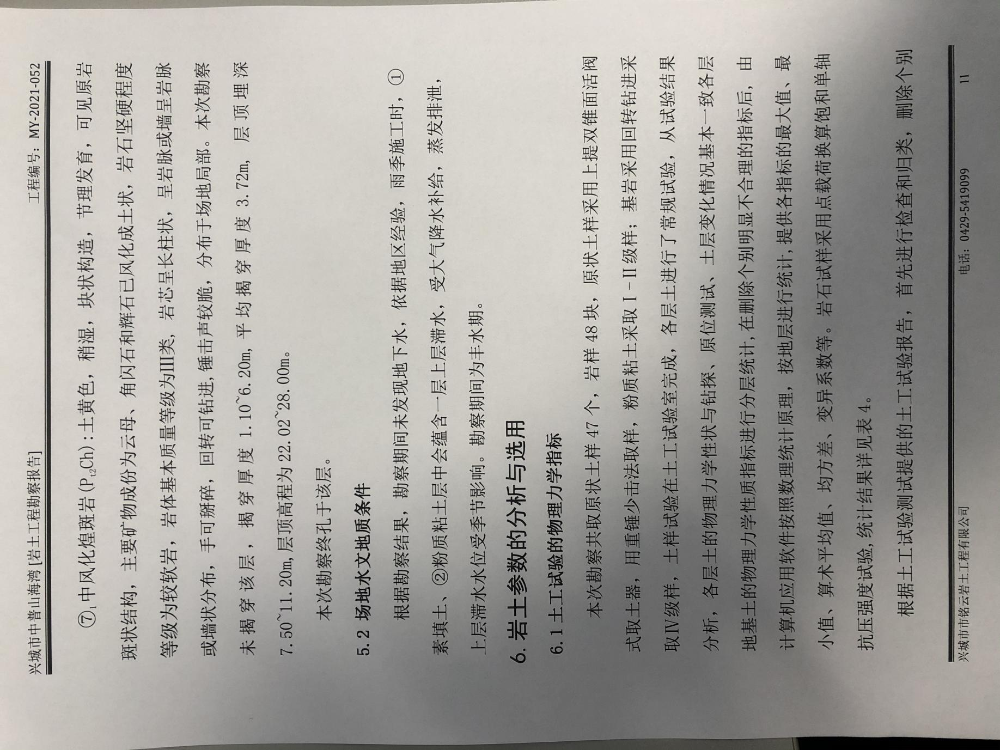 兴城市中普山海湾[岩土工程勘察报告] 工程编号：MY-2021-052
⑦₁中风化煌斑岩(Pt₂Ch):土黄色，稍湿，块状构造，节理发育，可见原岩
斑状结构，主要矿物成份为云母、角闪石和辉石已风化成土状，岩石坚硬程度
等级为较软岩，岩体基本质量等级为III类，岩芯呈长柱状，呈岩脉或墙呈岩脉
或墙状分布，手可掰碎，回转可钻进,锤击声较脆，分布于场地局部。本次勘察
未揭穿该层，揭穿厚度1.10~6.20m,平均揭穿厚度3.72m,层顶埋深
7.50~11.20m,层顶高程为22.02~28.00m。
本次勘察终孔于该层。
5.2 场地水文地质条件
根据勘察结果，勘察期间未发现地下水，依据地区经验，雨季施工时，①
素填土、②粉质粘土层中会蕴含一层上层滞水，受大气降水补给，蒸发排泄，
上层滞水水位受季节影响。勘察期间为丰水期。
6.岩土参数的分析与选用
6.1土工试验的物理力学指标
本次勘察共取原状土样47个，岩样48块，原状土样采用上提双锥面活阀
式取土器，用重锤少击法取样，粉质粘土采取I-II级样；基岩采用回转钻进采
取IV级样，土样试验在土工试验室完成，各层土进行了常规试验，从试验结果
分析，各层土的物理力学性状与钻探、原位测试、土层变化情况基本一致各层
地基土的物理力学性质指标进行分层统计,在删除个别明显不合理的指标后，由
计算机应用软件按照数理统计原理，按地层进行统计,提供各指标的最大值、最
小值、算术平均值、均方差、变异系数等。岩石试样采用点载荷换算饱和单轴
抗压强度试验,统计结果详见表4。
根据土工试验测试提供的土工试验报告，首先进行检查和归类，删除个别
兴城市市铭云岩土工程有限公司 电话：0429-5419099 11